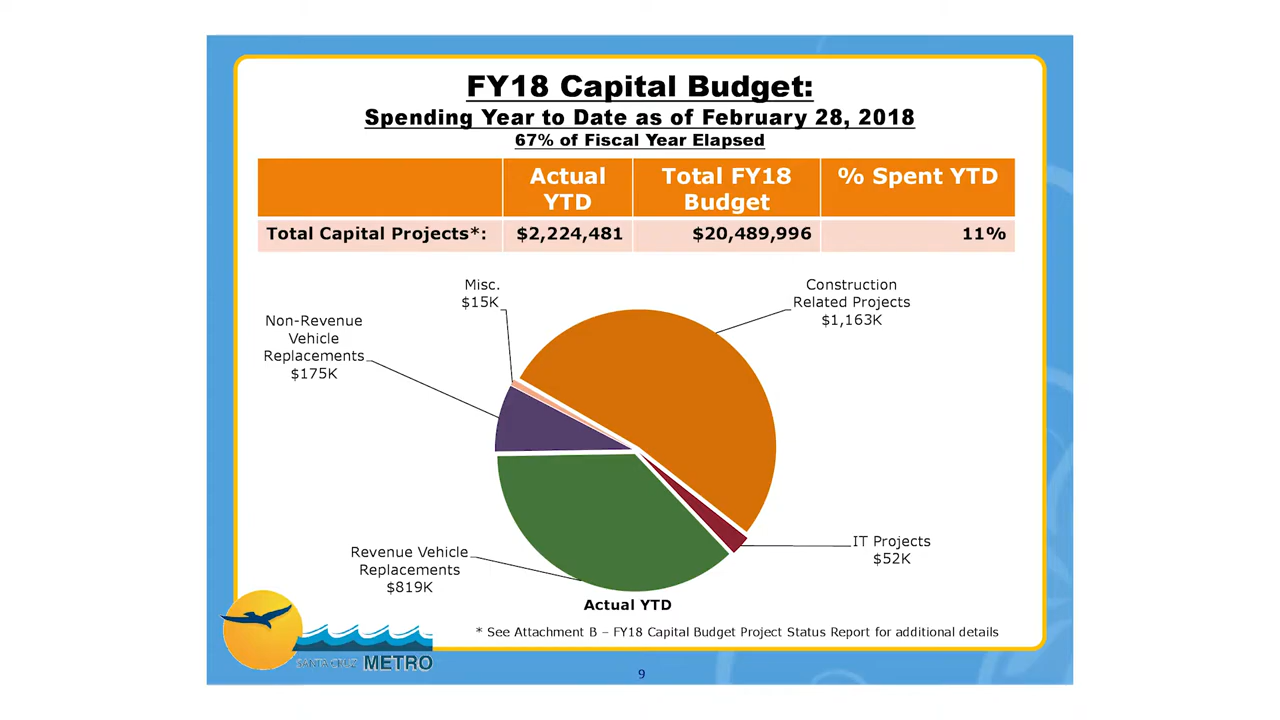 FY18 Capital Budget:
Spending Year to Date as of February 28, 2018
67% of Fiscal Year Elapsed
Actual YTD
Total FY18 Budget
% Spent YTD
Total Capital Projects*:
$2,224,481
$20,489,996
11%
Misc.
$15K
Construction
Related Projects
$1,163K
Non-Revenue
Vehicle
Replacements
$175K
IT Projects
$52K
Revenue Vehicle
Replacements
$819K
Actual YTD
* See Attachment B – FY18 Capital Budget Project Status Report for additional details
SANTA CRUZ METRO
9